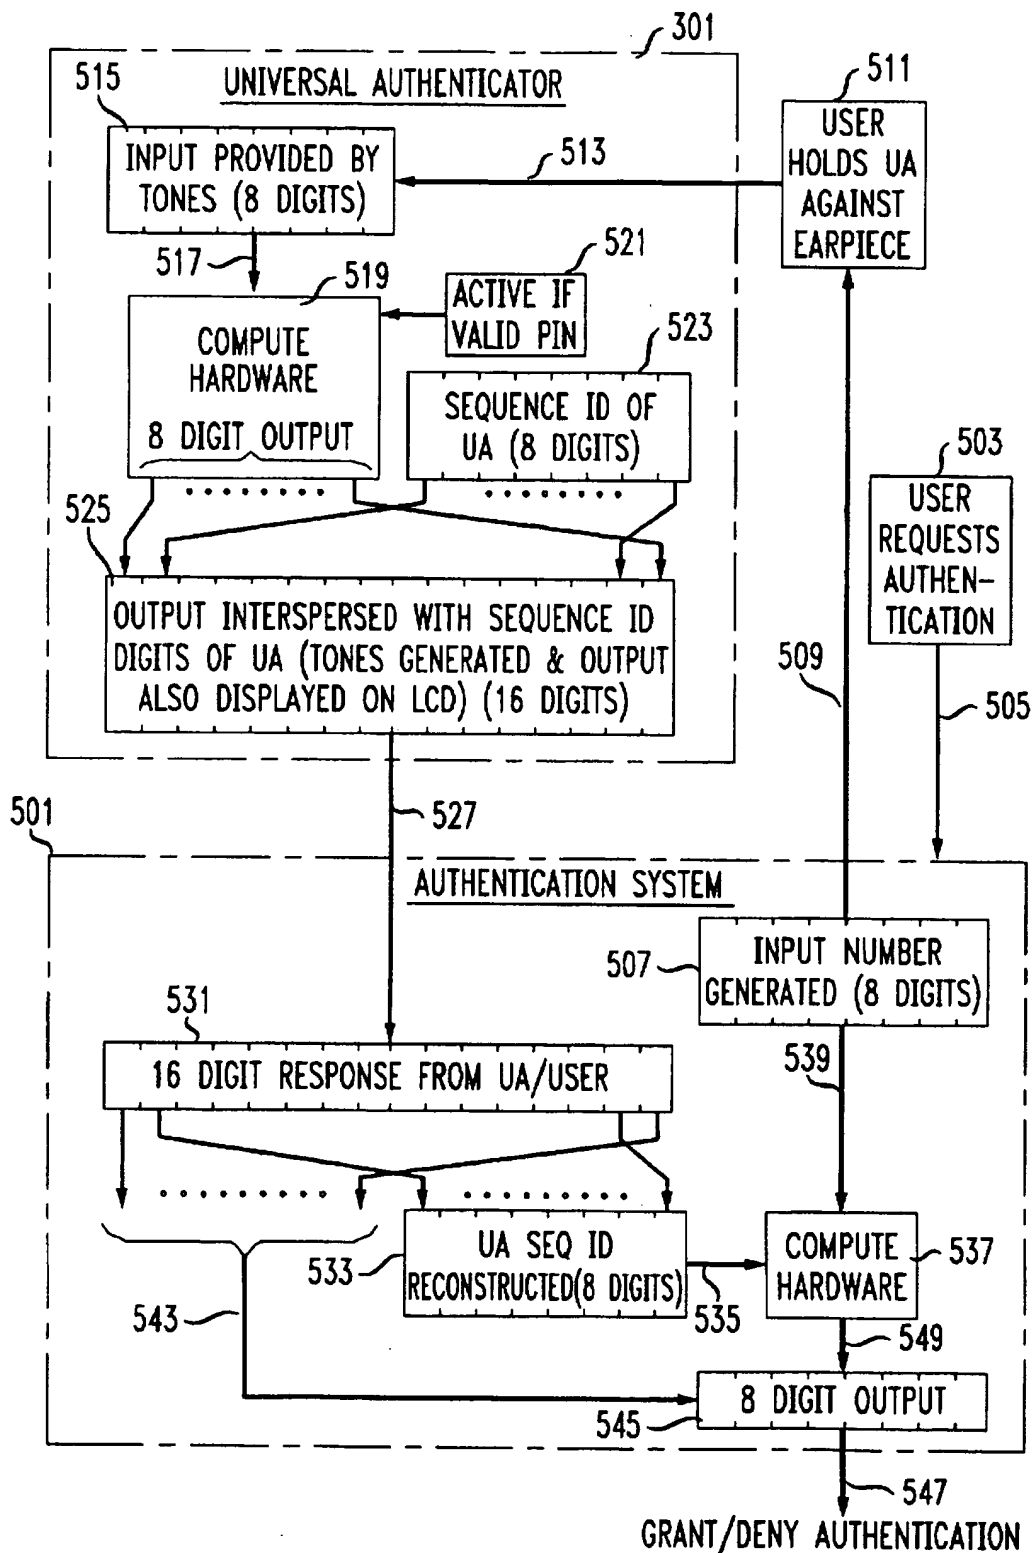 301
515
UNIVERSAL AUTHENTICATOR
511
INPUT PROVIDED BY
TONES (8 DIGITS)
513
USER
HOLDS UA
AGAINST
EARPIECE
517
519
521
COMPUTE
HARDWARE
8 DIGIT OUTPUT
ACTIVE IF
VALID PIN
523
SEQUENCE ID OF
UA (8 DIGITS)
503
USER
REQUESTS
AUTHEN-
TICATION
525
OUTPUT INTERSPERSED WITH SEQUENCE ID
DIGITS OF UA (TONES GENERATED & OUTPUT
ALSO DISPLAYED ON LCD) (16 DIGITS)
509
505
527
501
AUTHENTICATION SYSTEM
507
INPUT NUMBER
GENERATED (8 DIGITS)
531
16 DIGIT RESPONSE FROM UA/USER
539
533
UA SEQ ID
RECONSTRUCTED(8 DIGITS)
535
COMPUTE
HARDWARE
537
543
549
8 DIGIT OUTPUT
545
547
GRANT/DENY AUTHENTICATION